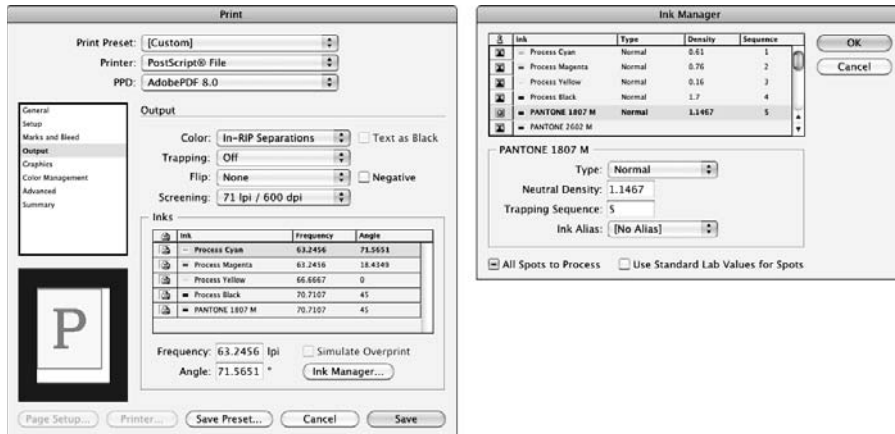 Print
Print Preset: [Custom]
Printer: PostScript® File
PPD: AdobePDF 8.0
General
Setup
Marks and Bleed
Output
Graphics
Color Management
Advanced
Summary
P
Output
Color: In-RIP Separations Text as Black
Trapping: Off
Flip: None Negative
Screening: 71 lpi / 600 dpi
Inks
Ink Frequency Angle
Process Cyan 63.2456 71.5651
Process Magenta 63.2456 18.4349
Process Yellow 66.6667 0
Process Black 70.7107 45
PANTONE 1807 M 70.7107 45
Frequency: 63.2456 lpi Simulate Overprint
Angle: 71.5651 ° Ink Manager...
Page Setup... Printer... Save Preset... Cancel Save
Ink Manager
Ink Type Density Sequence
Process Cyan Normal 0.61 1
Process Magenta Normal 0.76 2
Process Yellow Normal 0.16 3
Process Black Normal 1.7 4
PANTONE 1807 M Normal 1.1467 5
PANTONE 2602 M
OK
Cancel
PANTONE 1807 M
Type: Normal
Neutral Density: 1.1467
Trapping Sequence: 5
Ink Alias: [No Alias]
All Spots to Process Use Standard Lab Values for Spots